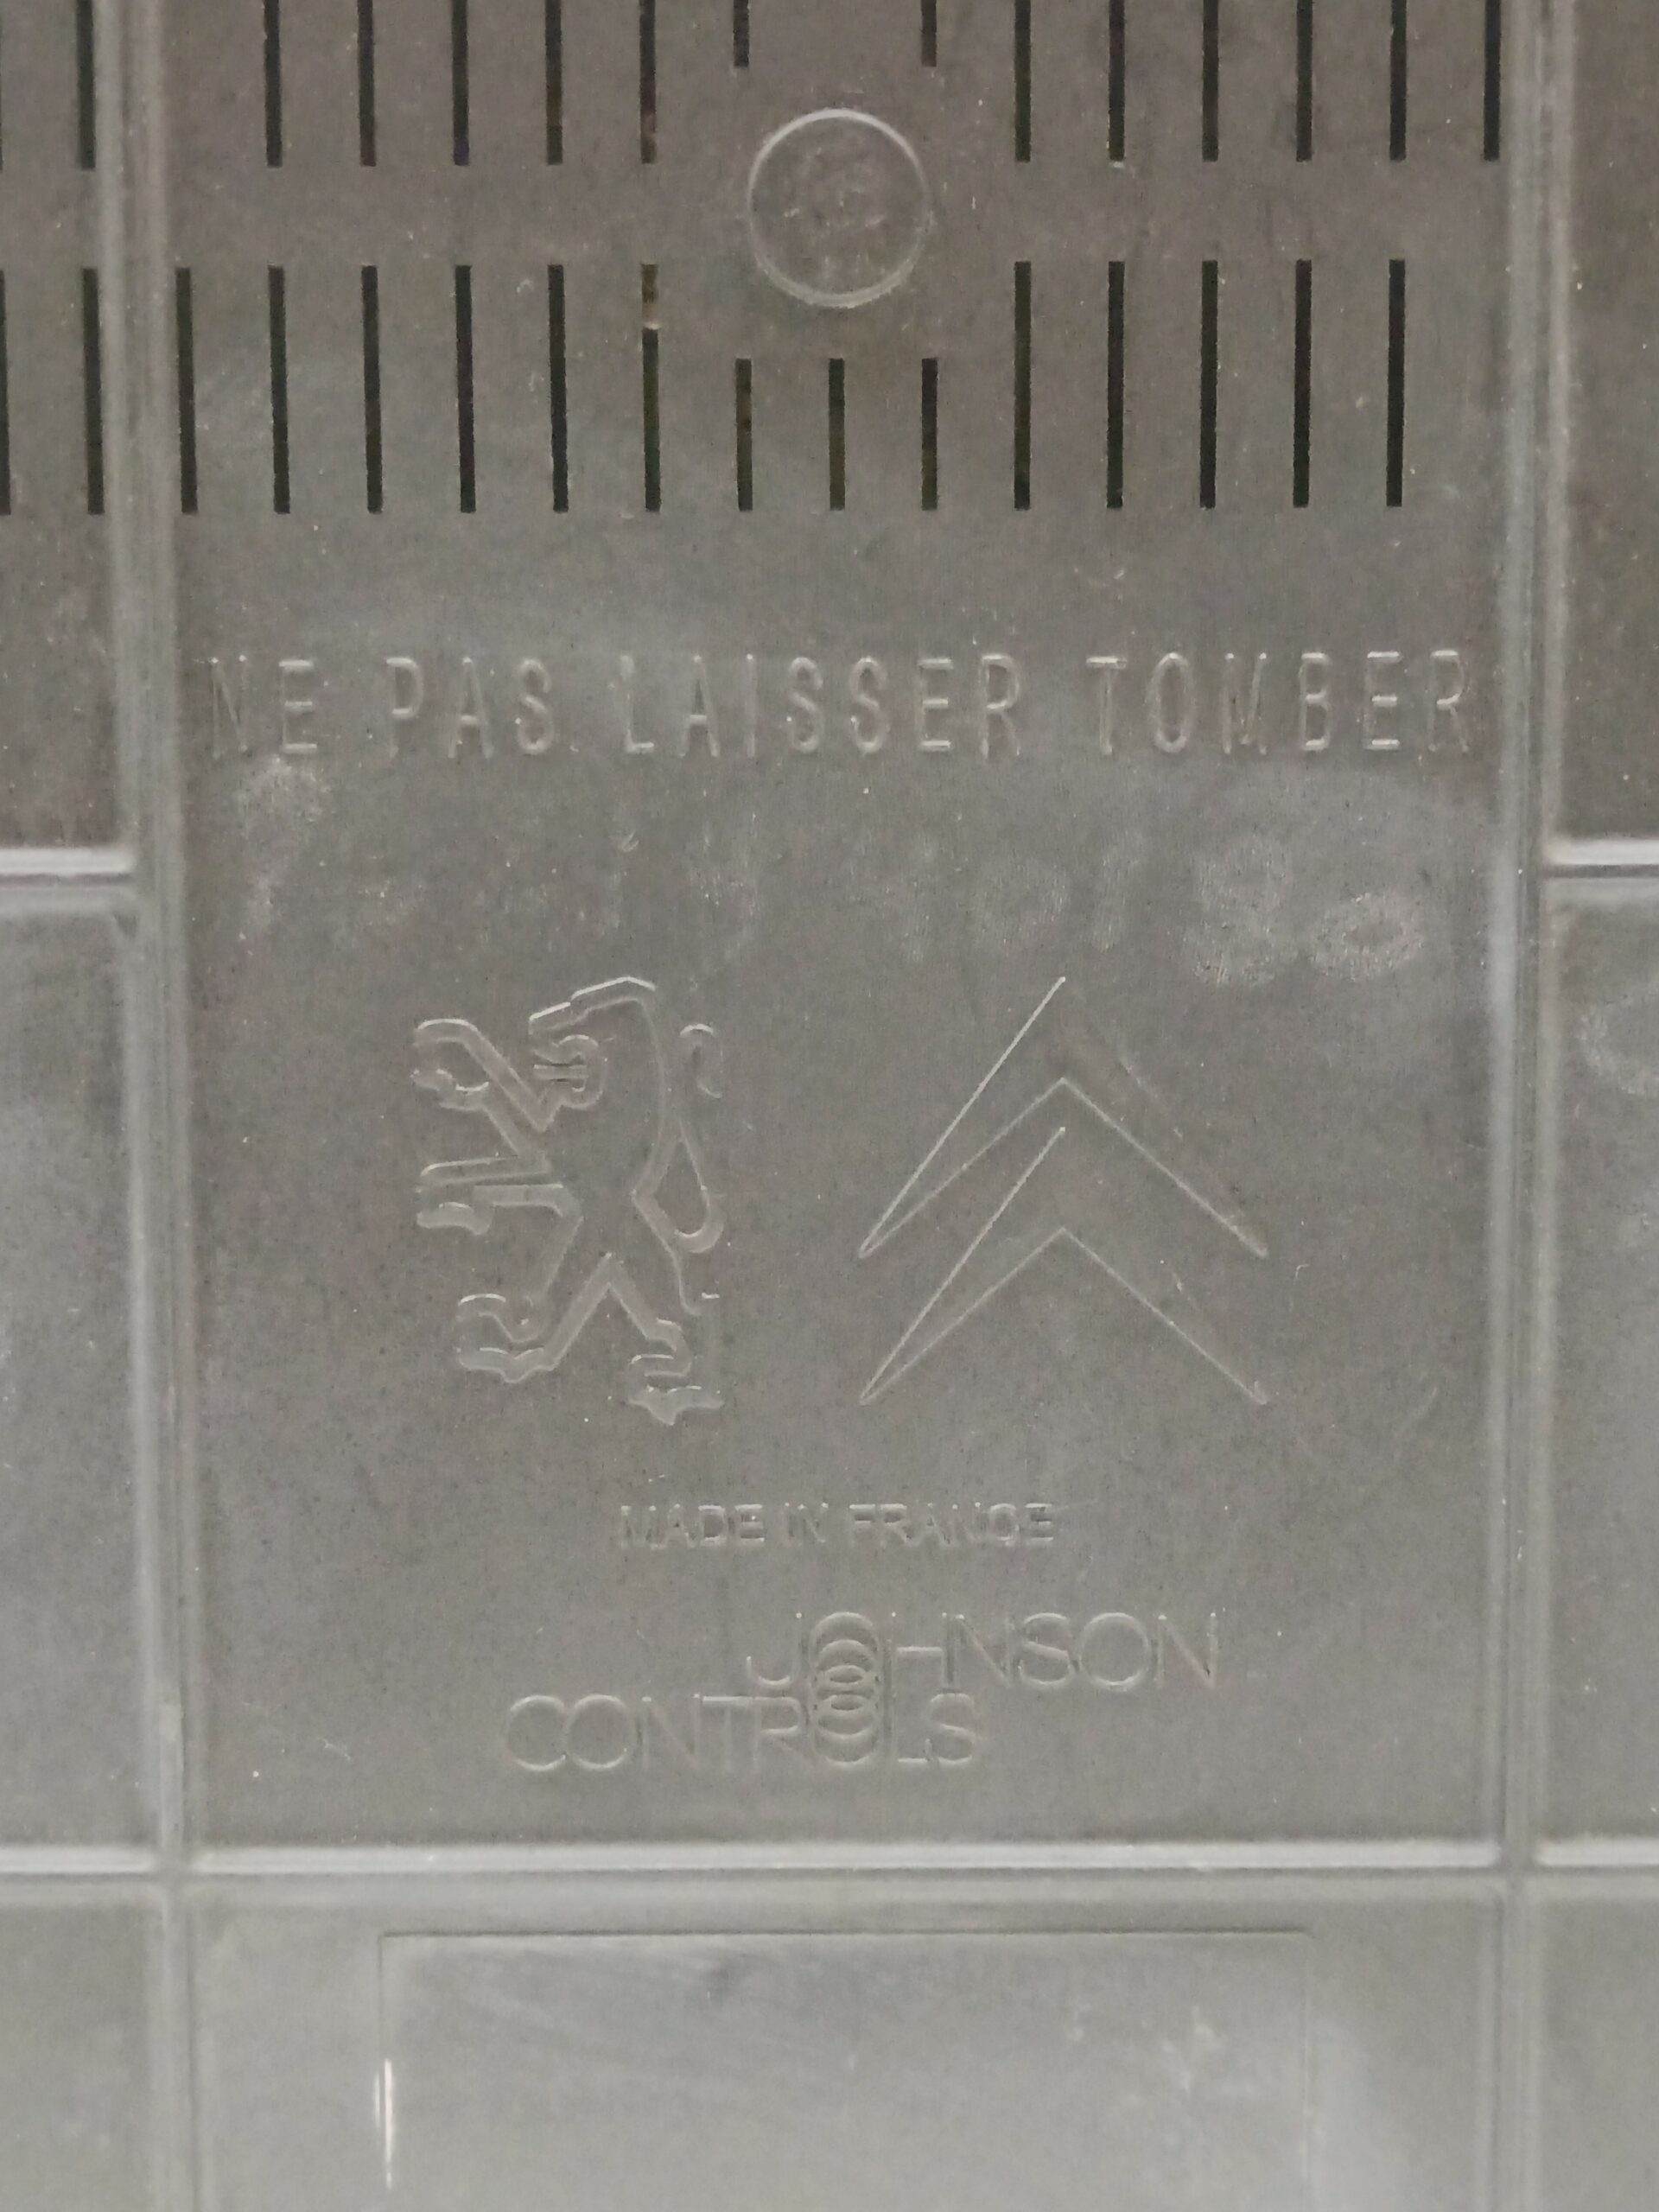 NE PAS LAISSER TOMBER
MADE IN FRANCE
JOHNSON
CONTROLS